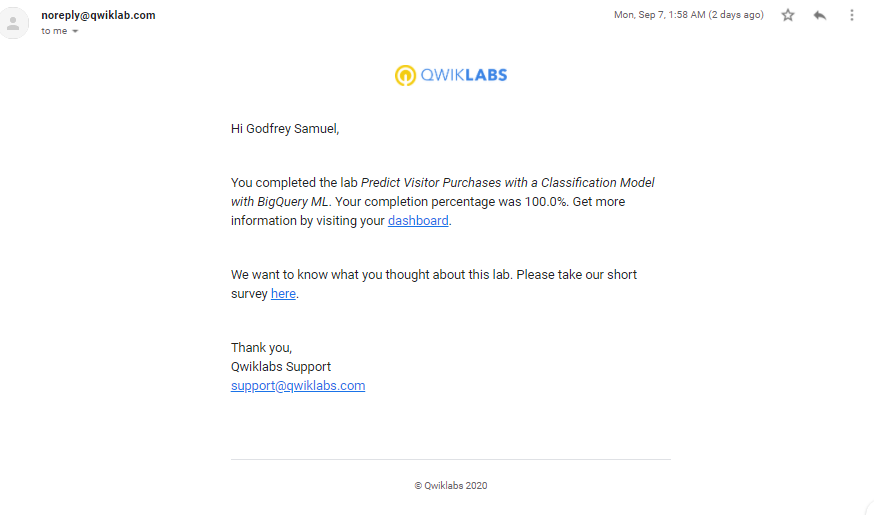 noreply@qwiklab.com
Mon, Sep 7, 1:58 AM (2 days ago)
to me
QWIKLABS
Hi Godfrey Samuel,
You completed the lab Predict Visitor Purchases with a Classification Model
with BigQuery ML. Your completion percentage was 100.0%. Get more
information by visiting your dashboard.
We want to know what you thought about this lab. Please take our short
survey here.
Thank you,
Qwiklabs Support
support@qwiklabs.com
© Qwiklabs 2020